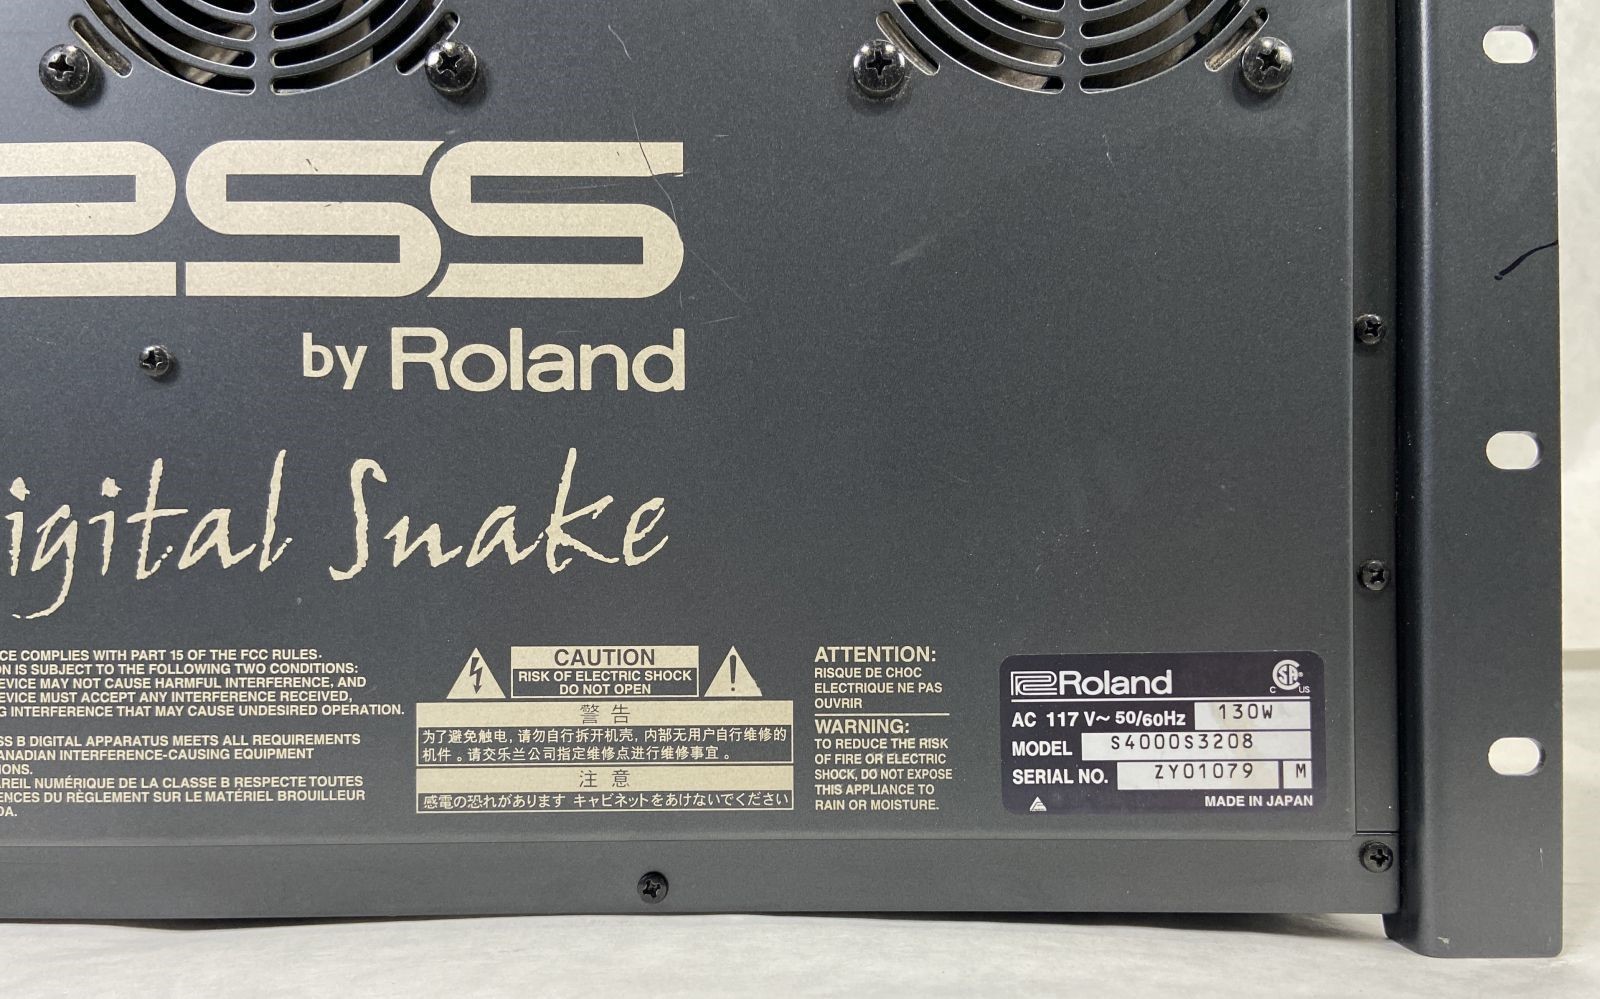 RSS
by Roland
igital Snake
CE COMPLIES WITH PART 15 OF THE FCC RULES.
ON IS SUBJECT TO THE FOLLOWING TWO CONDITIONS:
EVICE MAY NOT CAUSE HARMFUL INTERFERENCE, AND
EVICE MUST ACCEPT ANY INTERFERENCE RECEIVED,
G INTERFERENCE THAT MAY CAUSE UNDESIRED OPERATION.
SS B DIGITAL APPARATUS MEETS ALL REQUIREMENTS
ANADIAN INTERFERENCE-CAUSING EQUIPMENT
IONS.
AREIL NUMÉRIQUE DE LA CLASSE B RESPECTE TOUTES
ENCES DU RÈGLEMENT SUR LE MATÉRIEL BROUILLEUR
DA.
CAUTION
RISK OF ELECTRIC SHOCK
DO NOT OPEN
警 告
为了避免触电, 请勿自行拆开机壳, 内部无用户自行维修的
机件。请交乐兰公司指定维修点进行维修事宜。
注 意
感電の恐れがあります キャビネットをあけないでください
ATTENTION:
RISQUE DE CHOC
ELECTRIQUE NE PAS
OUVRIR
WARNING:
TO REDUCE THE RISK
OF FIRE OR ELECTRIC
SHOCK, DO NOT EXPOSE
THIS APPLIANCE TO
RAIN OR MOISTURE.
Roland
C SA US
AC 117 V~ 50/60Hz 130W
MODEL S4000S3208
SERIAL NO. ZY01079 M
MADE IN JAPAN